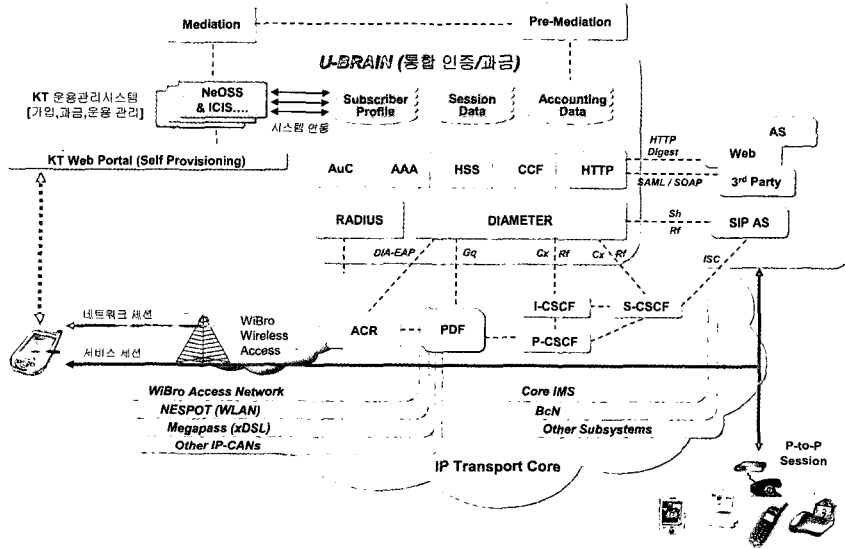 Mediation
Pre-Mediation
U-BRAIN (통합 인증/과금)
KT 운용관리시스템
[가입,과금,운용 관리]
NeOSS
& ICIS....
시스템 연동
Subscriber
Profile
Session
Data
Accounting
Data
KT Web Portal (Self Provisioning)
AuC
AAA
HSS
CCF
HTTP
HTTP
Digest
SAML / SOAP
AS
Web
3rd Party
RADIUS
DIAMETER
Sh
Rf
SIP AS
DIA-EAP
Gq
Cx
Rf
Cx
Rf
ISC
네트워크 세션
서비스 세션
WiBro
Wireless
Access
ACR
PDF
I-CSCF
S-CSCF
P-CSCF
WiBro Access Network
NESPOT (WLAN)
Megapass (xDSL)
Other IP-CANs
Core IMS
BcN
Other Subsystems
IP Transport Core
P-to-P
Session